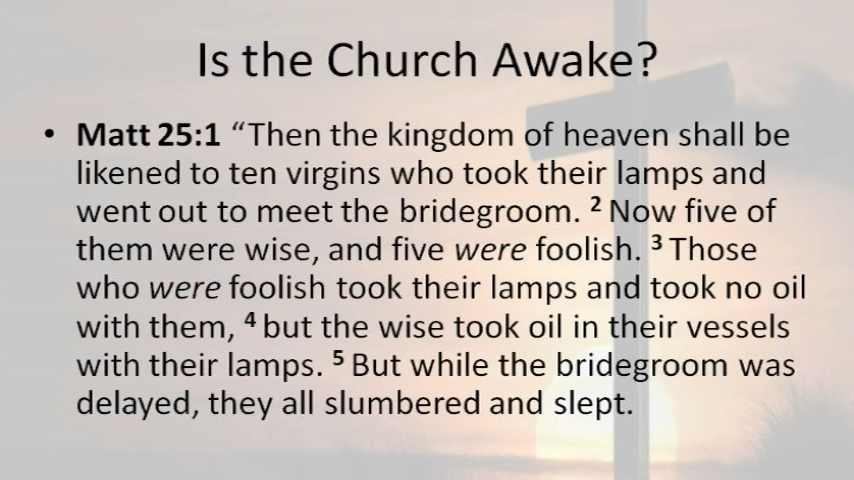 Is the Church Awake?
• Matt 25:1 “Then the kingdom of heaven shall be
likened to ten virgins who took their lamps and
went out to meet the bridegroom. 2 Now five of
them were wise, and five were foolish. 3 Those
who were foolish took their lamps and took no oil
with them, 4 but the wise took oil in their vessels
with their lamps. 5 But while the bridegroom was
delayed, they all slumbered and slept.